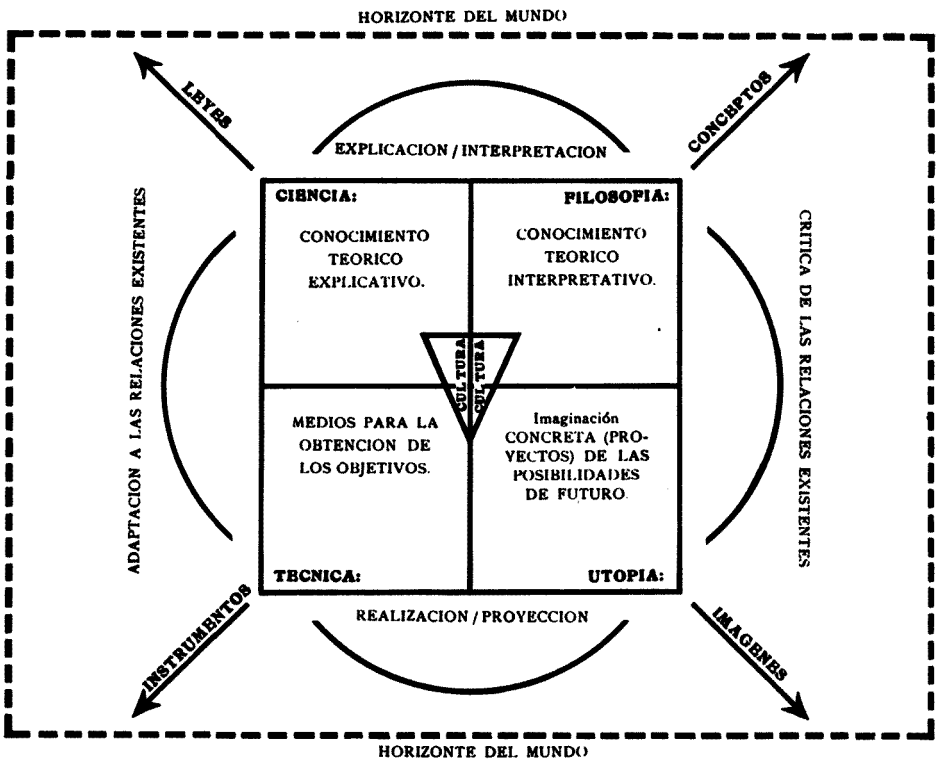 HORIZONTE DEL MUNDO
LEYES
CONCEPTOS
EXPLICACION / INTERPRETACION
CIENCIA:
FILOSOFIA:
CONOCIMIENTO
TEORICO
EXPLICATIVO.
CONOCIMIENTO
TEORICO
INTERPRETATIVO.
ADAPTACION A LAS RELACIONES EXISTENTES
CRITICA DE LAS RELACIONES EXISTENTES
CULTURA
CULTURA
MEDIOS PARA LA
OBTENCION DE
LOS OBJETIVOS.
Imaginación
CONCRETA (PRO-
YECTOS) DE LAS
POSIBILIDADES
DE FUTURO.
TECNICA:
UTOPIA:
REALIZACION / PROYECCION
INSTRUMENTOS
IMAGENES
HORIZONTE DEL MUNDO